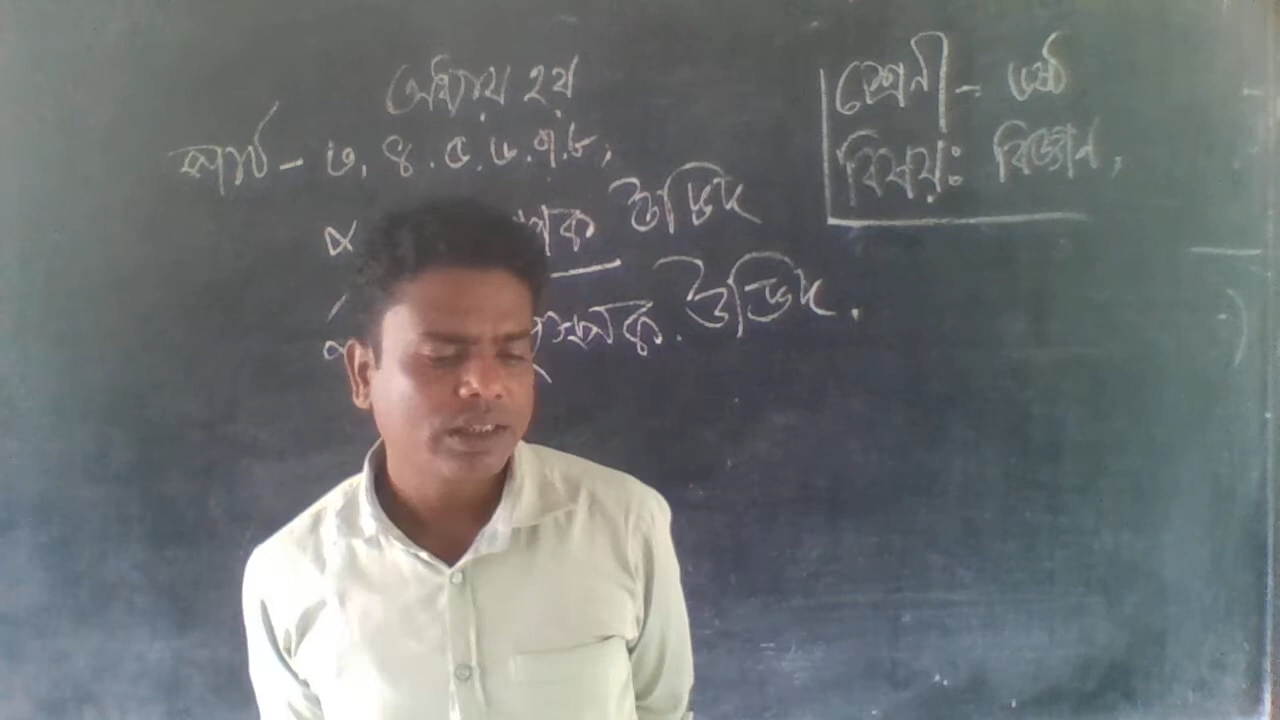 অধ্যায় ২য়
পাঠ - ৩. ৪. ৫. ৬. ৭. ৮.
উদ্ভিদ
উদ্ভিদ.
শ্রেনী - ৬ষ্ঠ
বিষয়ঃ বিজ্ঞান.